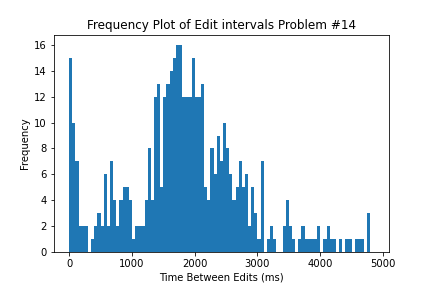 Frequency Plot of Edit intervals Problem #14
16
14
12
10
8
6
4
2
0
Frequency
0 1000 2000 3000 4000 5000
Time Between Edits (ms)